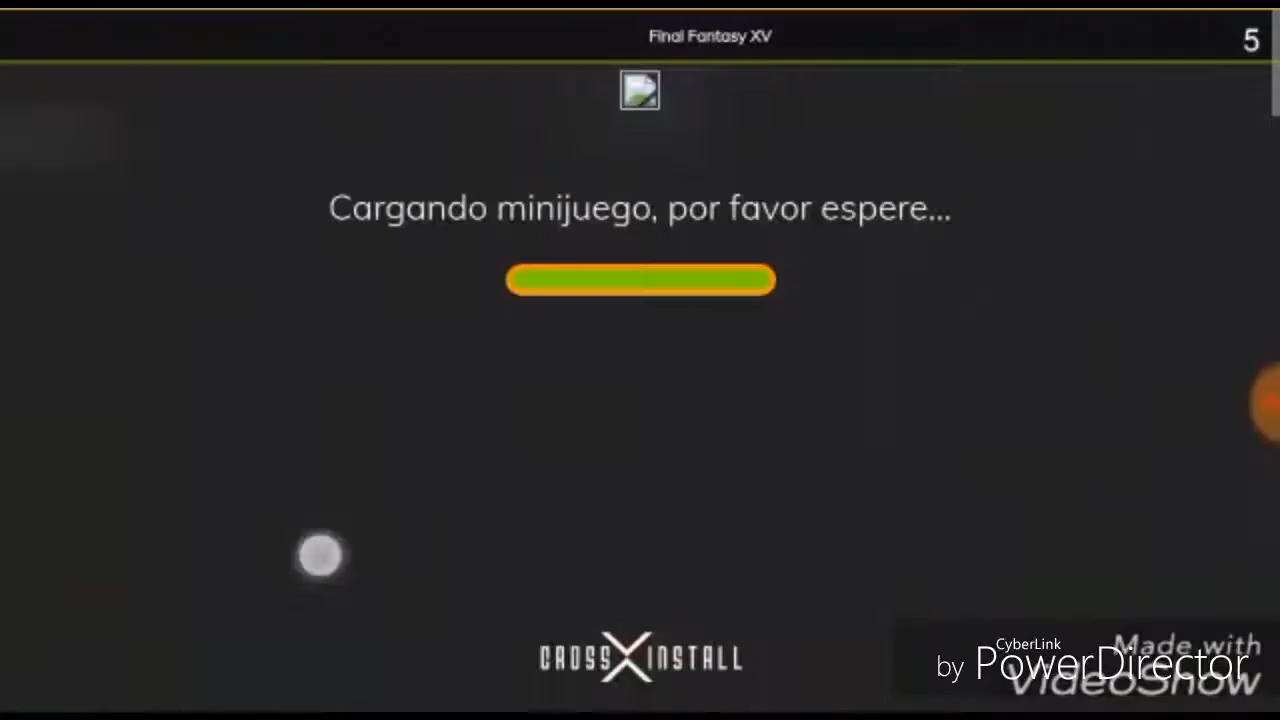 Final Fantasy XV
5
Cargando minijuego, por favor espere...
CROSS INSTALL
Made with
VideoShow
CyberLink
by PowerDirector